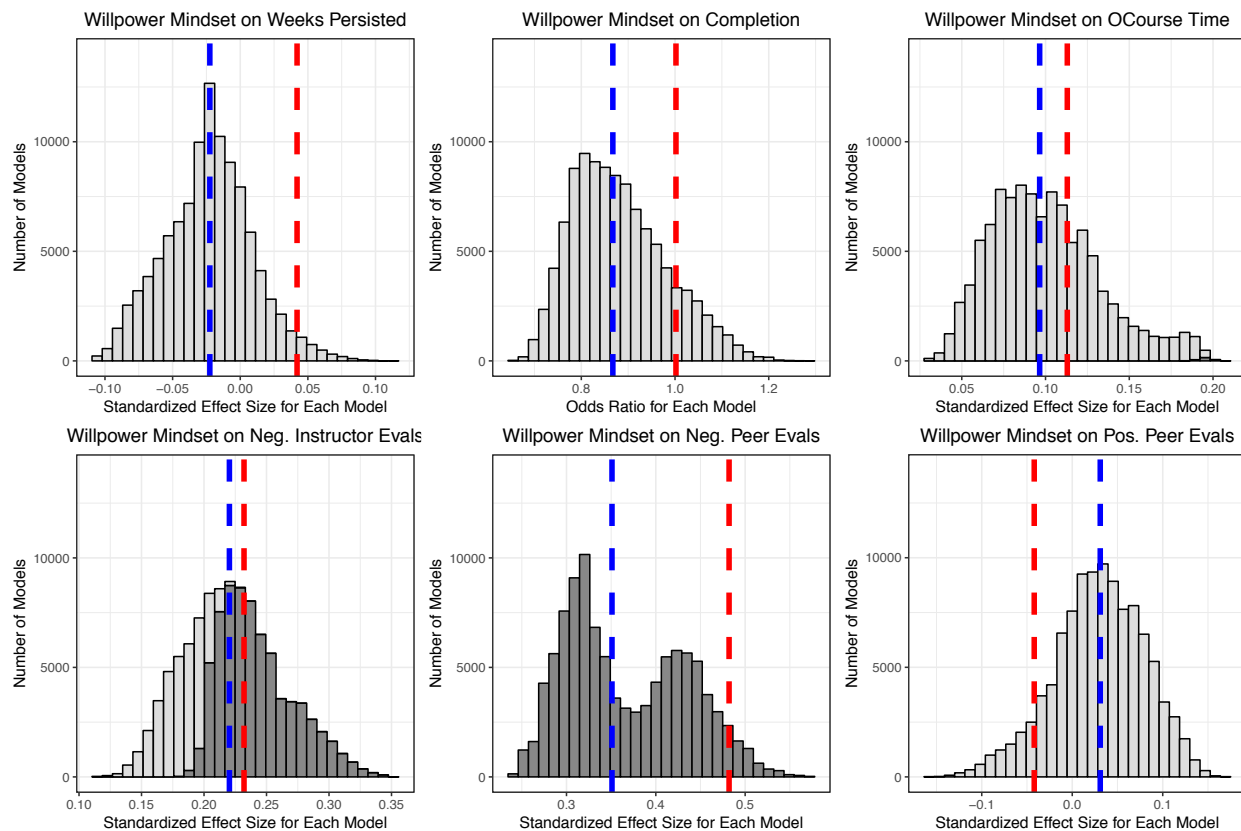 Willpower Mindset on Weeks Persisted
Number of Models
10000
5000
0
−0.10
−0.05
0.00
0.05
0.10
Standardized Effect Size for Each Model
Willpower Mindset on Completion
Number of Models
10000
5000
0
0.8
1.0
1.2
Odds Ratio for Each Model
Willpower Mindset on OCourse Time
Number of Models
10000
5000
0
0.05
0.10
0.15
0.20
Standardized Effect Size for Each Model
Willpower Mindset on Neg. Instructor Evals
Number of Models
10000
5000
0
0.10
0.15
0.20
0.25
0.30
0.35
Standardized Effect Size for Each Model
Willpower Mindset on Neg. Peer Evals
Number of Models
10000
5000
0
0.3
0.4
0.5
Standardized Effect Size for Each Model
Willpower Mindset on Pos. Peer Evals
Number of Models
10000
5000
0
−0.1
0.0
0.1
Standardized Effect Size for Each Model